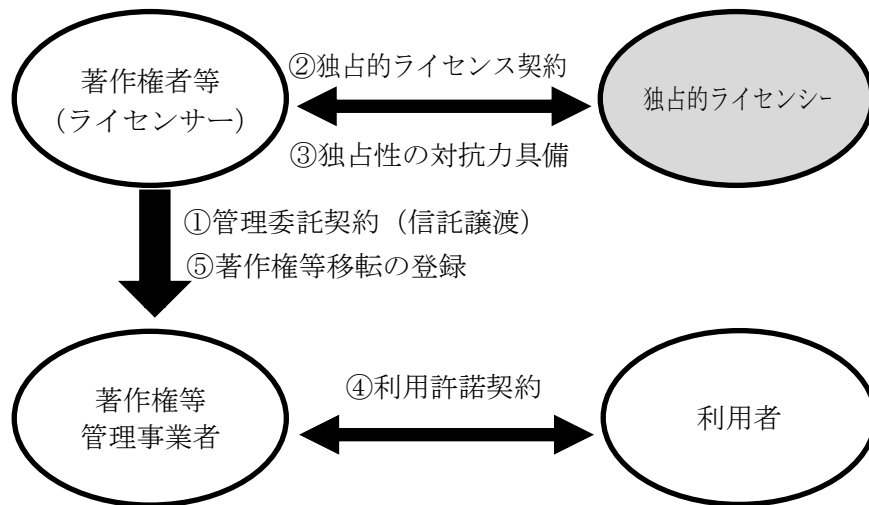 著作権者等
（ライセンサー）
②独占的ライセンス契約
③独占性の対抗力具備
独占的ライセンシー
①管理委託契約（信託譲渡）
⑤著作権等移転の登録
著作権等
管理事業者
④利用許諾契約
利用者